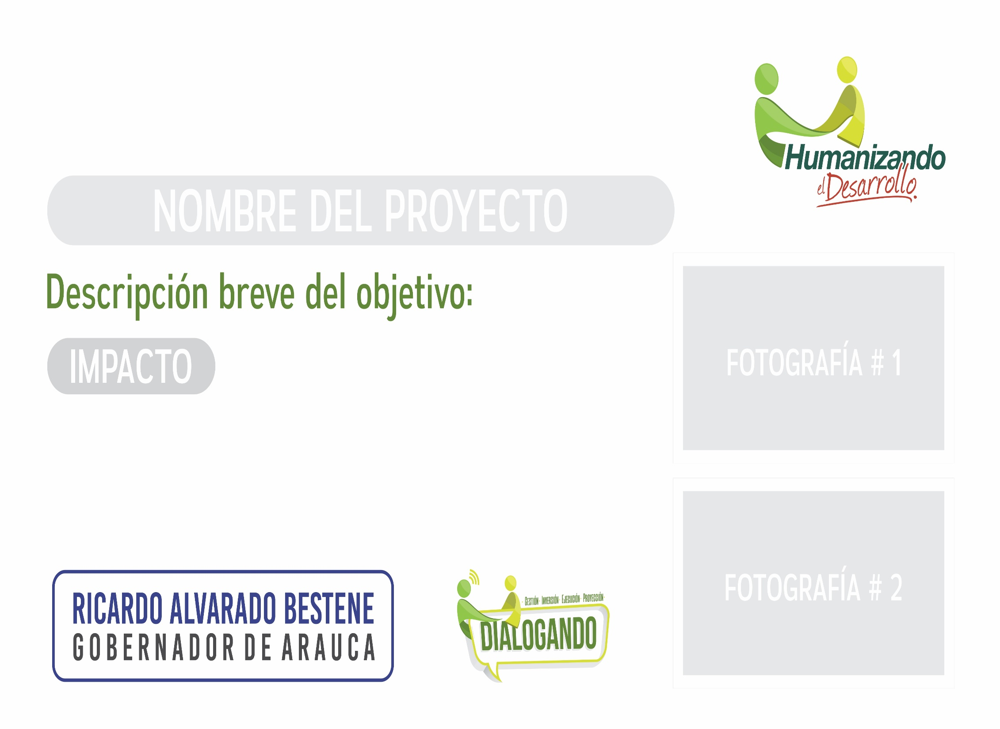 Humanizando
el Desarrollo.
NOMBRE DEL PROYECTO
Descripción breve del objetivo:
IMPACTO
FOTOGRAFÍA # 1
FOTOGRAFÍA # 2
RICARDO ALVARADO BESTENE
GOBERNADOR DE ARAUCA
· GESTIÓN · INVERSIÓN · EJECUCIÓN · PROYECCIÓN ·
DIALOGANDO